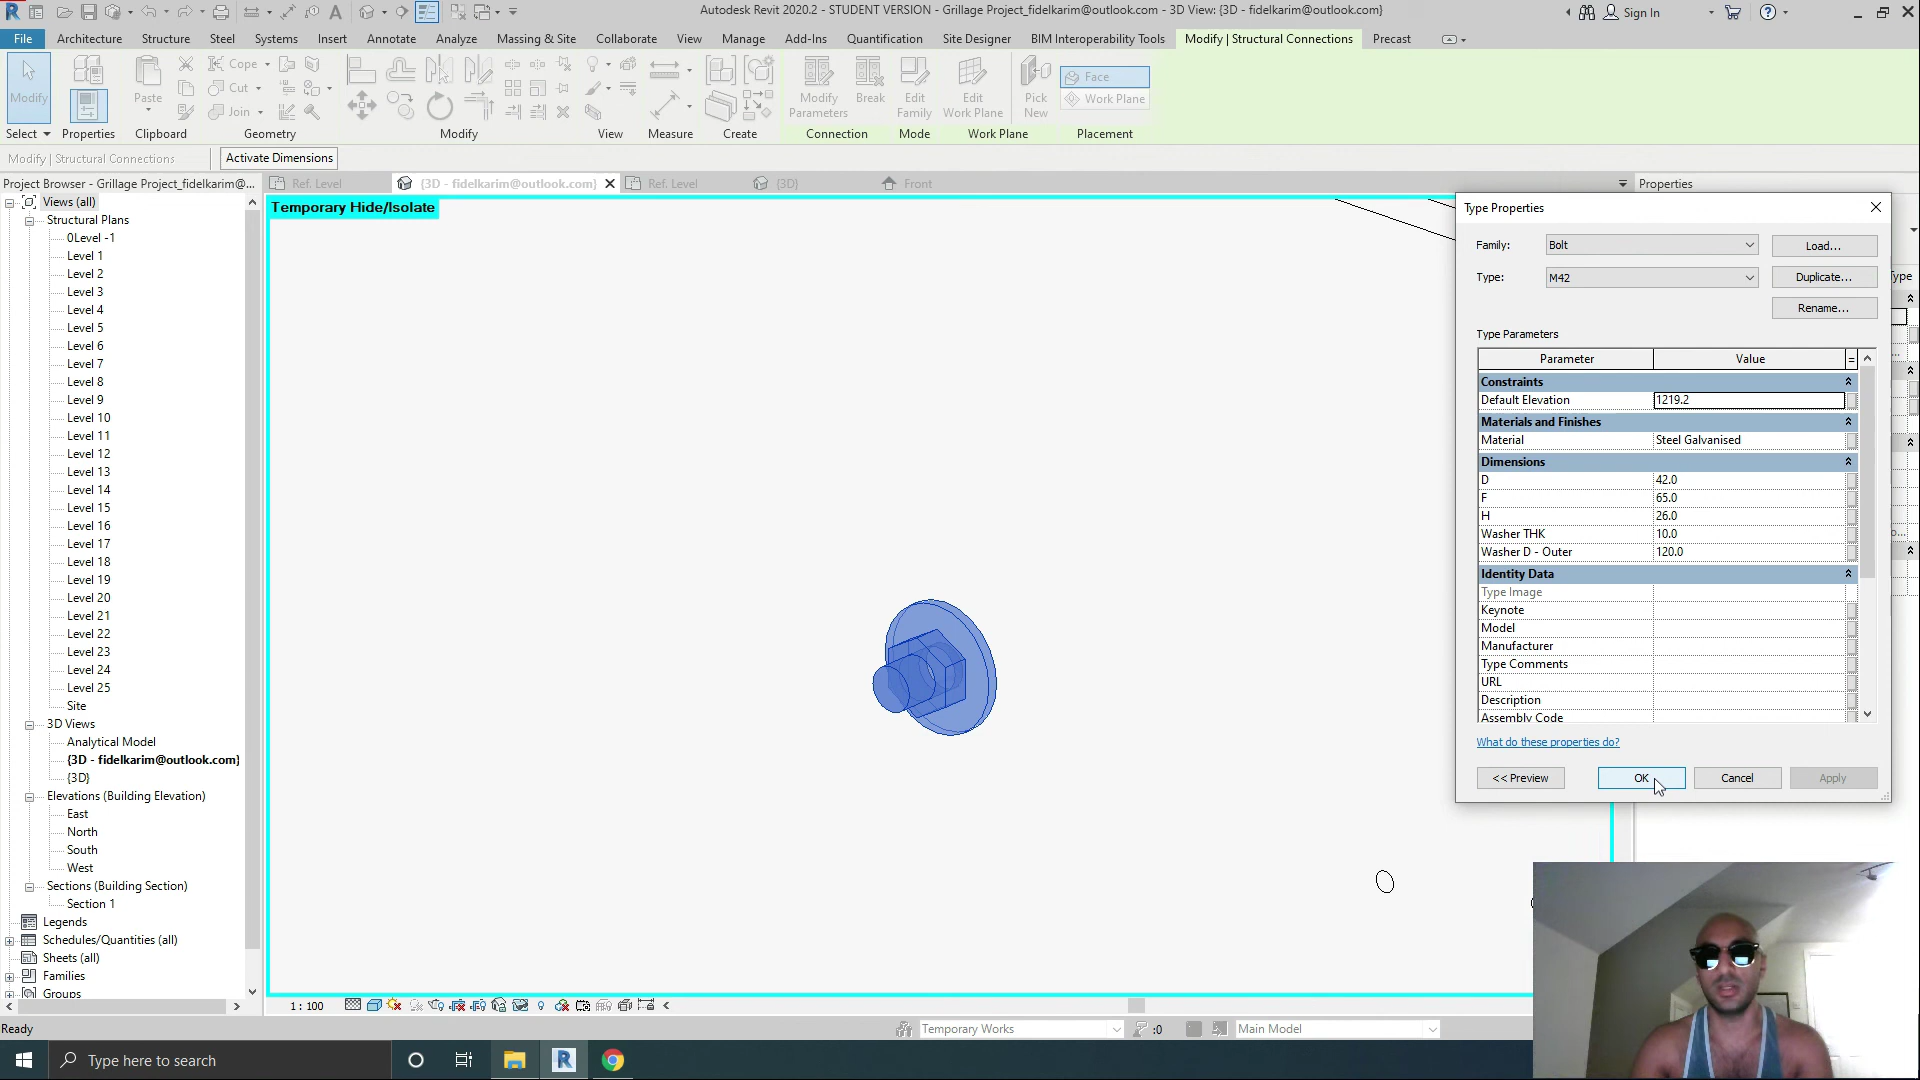 Autodesk Revit 2020.2 - STUDENT VERSION - Grillage Project_fidelkarim@outlook.com - 3D View: {3D - fidelkarim@outlook.com}
Sign In
File Architecture Structure Steel Systems Insert Annotate Analyze Massing & Site Collaborate View Manage Add-Ins Quantification Site Designer BIM Interoperability Tools Modify | Structural Connections Precast
Modify
Paste
Cope
Cut
Join
Modify Parameters
Break
Edit Family
Edit Work Plane
Pick New
Face
Work Plane
Select Properties Clipboard Geometry Modify View Measure Create Connection Mode Work Plane Placement
Modify | Structural Connections
Activate Dimensions
Project Browser - Grillage Project_fidelkarim@...
Ref. Level
{3D - fidelkarim@outlook.com}
Ref. Level
{3D}
Front
Properties
Views (all)
Structural Plans
0Level -1
Level 1
Level 2
Level 3
Level 4
Level 5
Level 6
Level 7
Level 8
Level 9
Level 10
Level 11
Level 12
Level 13
Level 14
Level 15
Level 16
Level 17
Level 18
Level 19
Level 20
Level 21
Level 22
Level 23
Level 24
Level 25
Site
3D Views
Analytical Model
{3D - fidelkarim@outlook.com}
{3D}
Elevations (Building Elevation)
East
North
South
West
Sections (Building Section)
Section 1
Legends
Schedules/Quantities (all)
Sheets (all)
Families
Groups
Temporary Hide/Isolate
Type Properties
Family: Bolt Load...
Type: M42 Duplicate...
Rename...
Type Parameters
Parameter Value =
Constraints
Default Elevation 1219.2
Materials and Finishes
Material Steel Galvanised
Dimensions
D 42.0
F 65.0
H 26.0
Washer THK 10.0
Washer D - Outer 120.0
Identity Data
Type Image
Keynote
Model
Manufacturer
Type Comments
URL
Description
Assembly Code
What do these properties do?
<< Preview OK Cancel Apply
1 : 100
Ready
Temporary Works
:0
Main Model
Type here to search